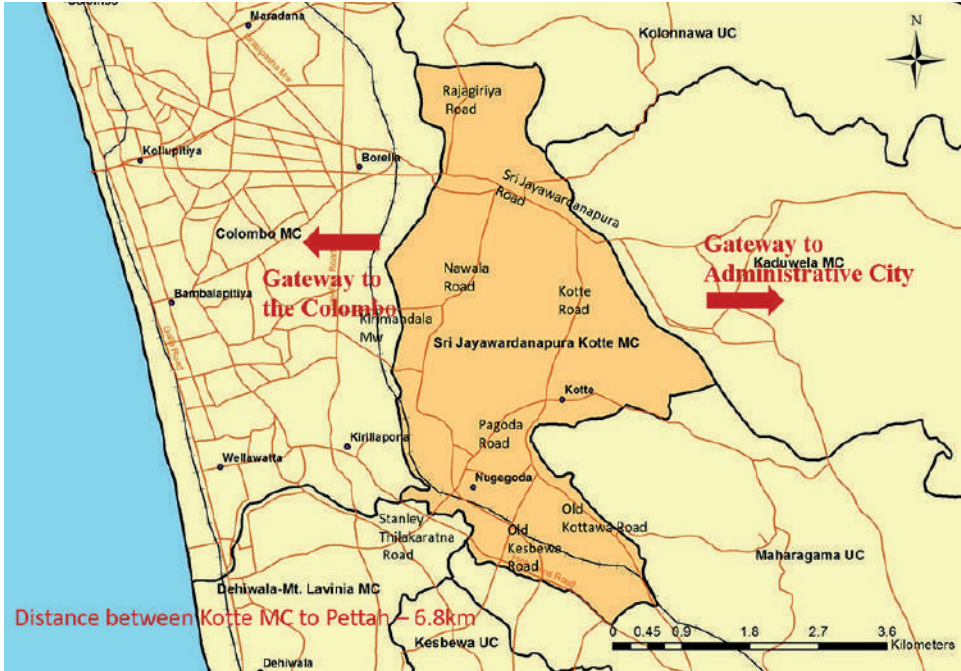 Maradana
N
Kolonnawa UC
Rajagiriya
Road
Kollupitiya
Borella
Sri Jayawardanapura
Road
Colombo MC
Gateway to
the Colombo
Gateway to
Administrative City
Kaduwela MC
Nawala
Road
Kotte
Road
Bambalapitiya
Kirimandala
Mw
Sri Jayawardanapura Kotte MC
Kotte
Pagoda
Road
Kirillapona
Wellawatta
Nugegoda
Stanley
Thilakaratna
Road
Old
Kesbewe
Road
Old
Kottawa Road
Maharagama UC
Dehiwala-Mt. Lavinia MC
Distance between Kotte MC to Pettah – 6.8km
Kesbewa UC
Dehiwala
0 0.45 0.9 1.8 2.7 3.6
Kilometers